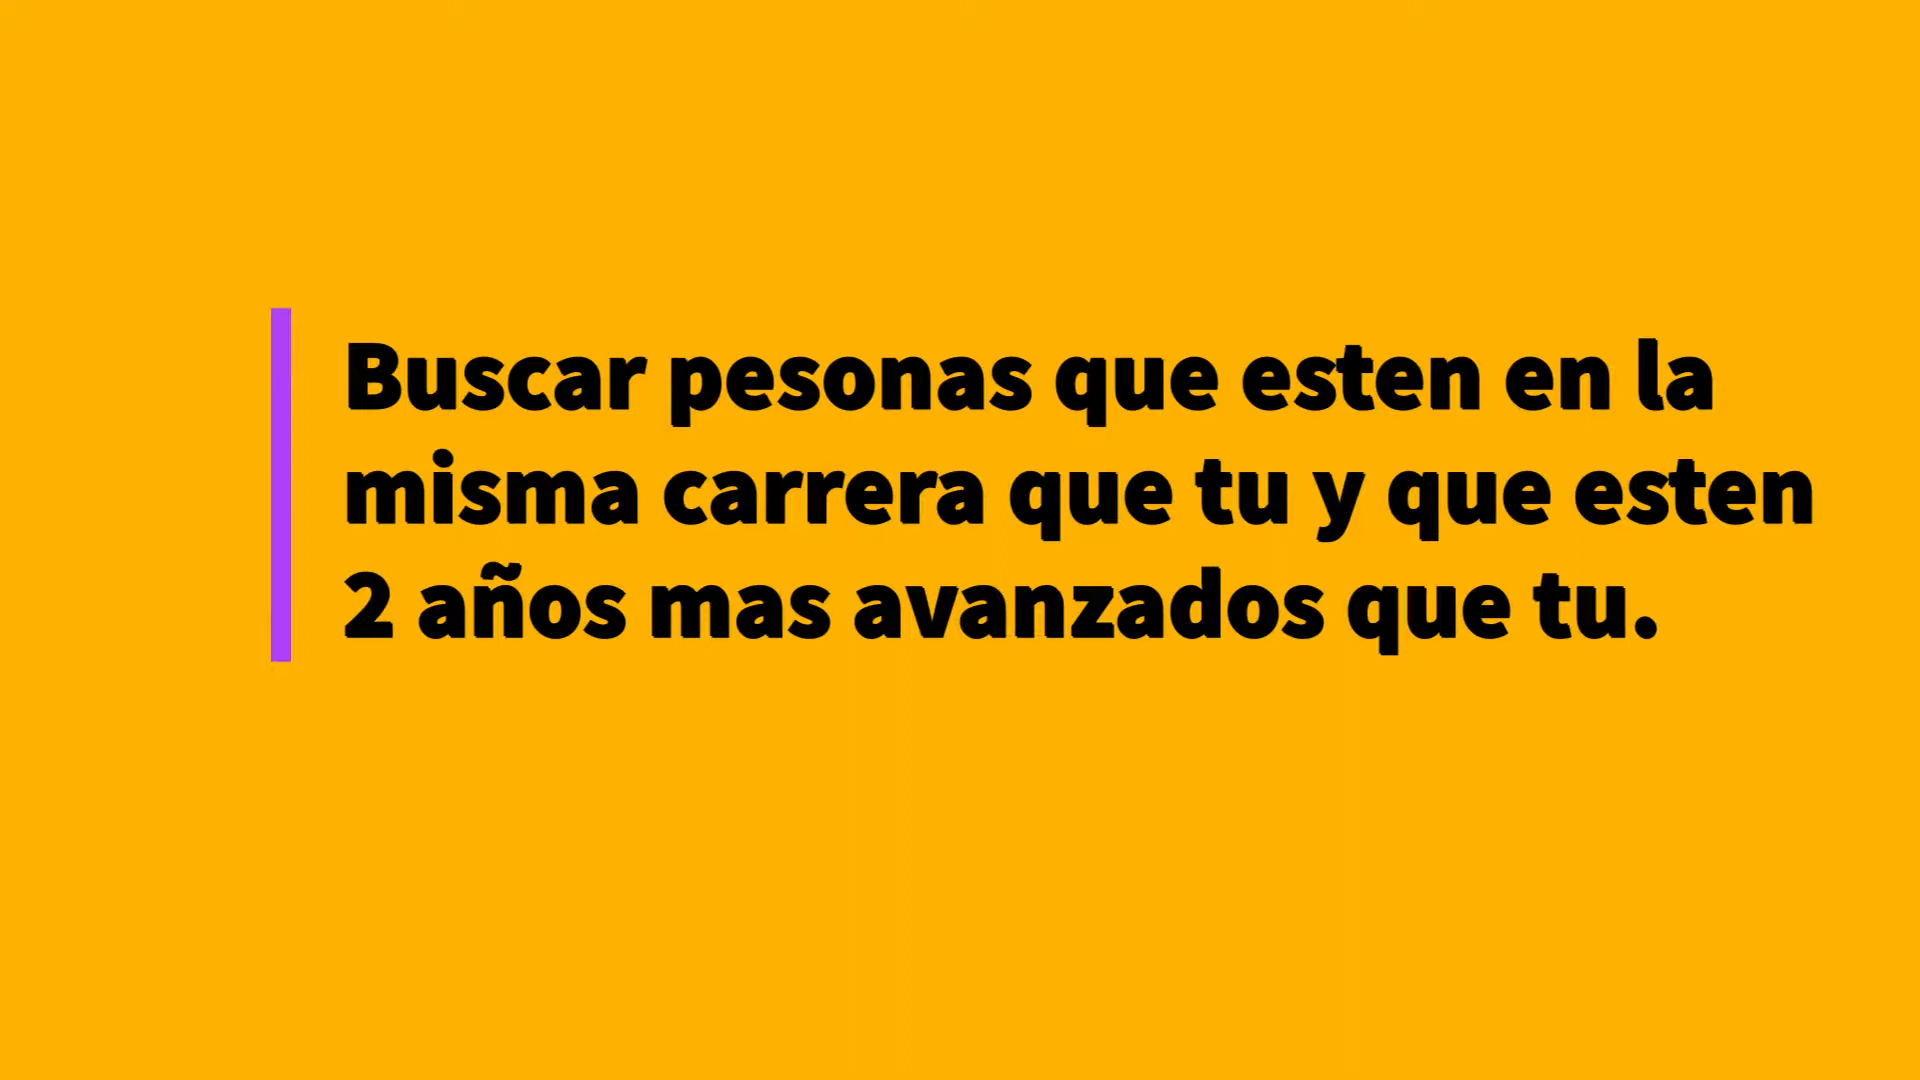 Buscar pesonas que esten en la
misma carrera que tu y que esten
2 años mas avanzados que tu.